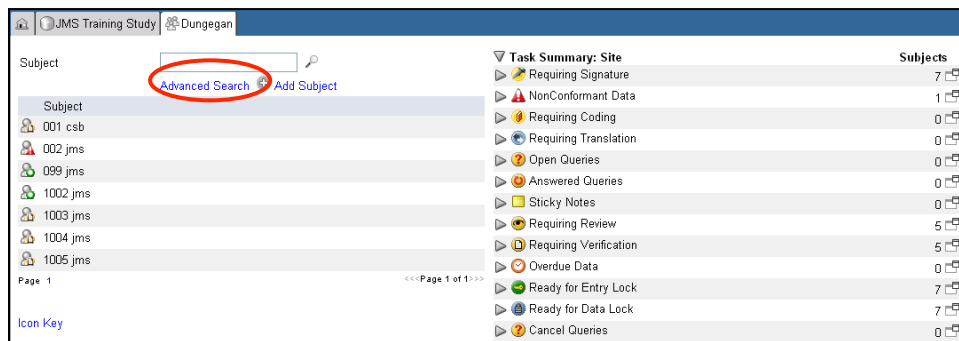 JMS Training Study Dungegan
Subject
Advanced Search Add Subject
Subject
001 csb
002 jms
099 jms
1002 jms
1003 jms
1004 jms
1005 jms
Page 1 <<<Page 1 of 1>>>
Icon Key
Task Summary: Site Subjects
Requiring Signature 7
NonConformant Data 1
Requiring Coding 0
Requiring Translation 0
Open Queries 0
Answered Queries 0
Sticky Notes 0
Requiring Review 5
Requiring Verification 5
Overdue Data 0
Ready for Entry Lock 7
Ready for Data Lock 7
Cancel Queries 0